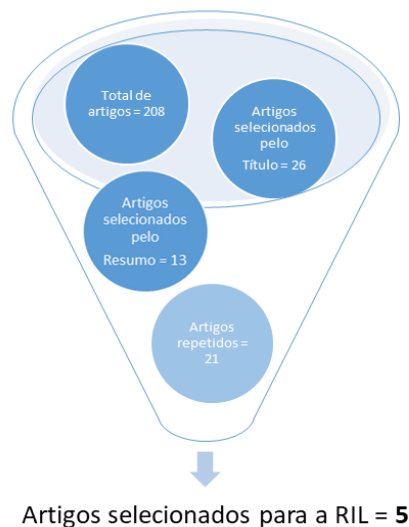 Total de
artigos = 208
Artigos
selecionados
pelo
Título = 26
Artigos
selecionados
pelo
Resumo = 13
Artigos
repetidos =
21
Artigos selecionados para a RIL = 5